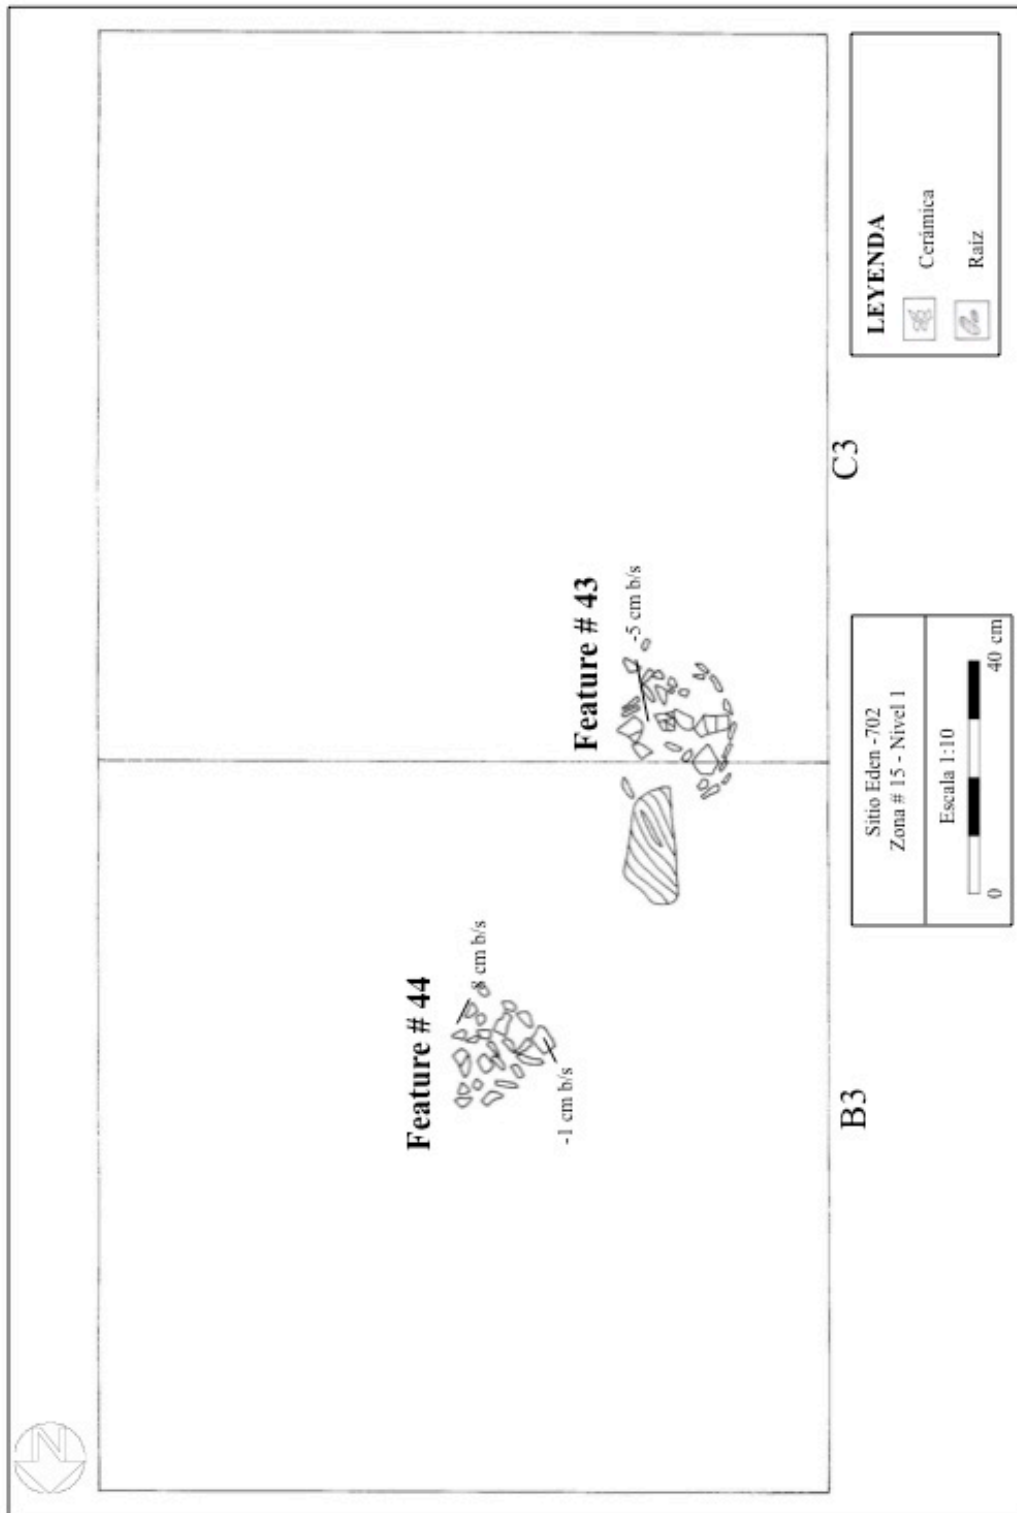 N
Feature # 44
-8 cm b/s
-1 cm b/s
Feature # 43
-5 cm b/s
B3
C3
Sitio Eden -702
Zona # 15 - Nivel 1
Escala 1:10
0
40 cm
LEYENDA
Cerámica
Raiz